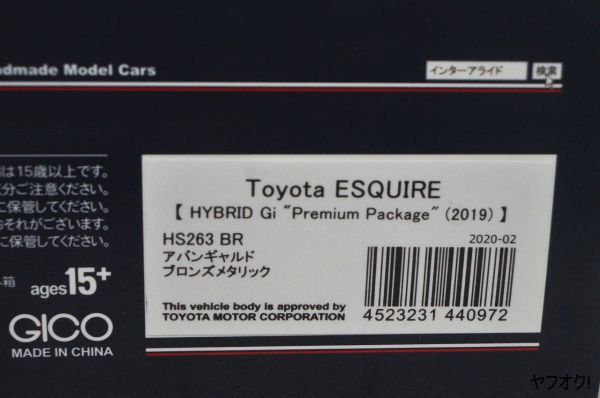 ndmade Model Cars
インターアライド 検索
は15歳以上です。
分ご注意ください。
に保管してください。
それがございます。
に保管してください。
箱 ages15+
GICO
MADE IN CHINA
Toyota ESQUIRE
【 HYBRID Gi "Premium Package" (2019) 】
HS263 BR 2020-02
アバンギャルド
ブロンズメタリック
This vehicle body is approved by
TOYOTA MOTOR CORPORATION
4523231 440972
ヤフオク!